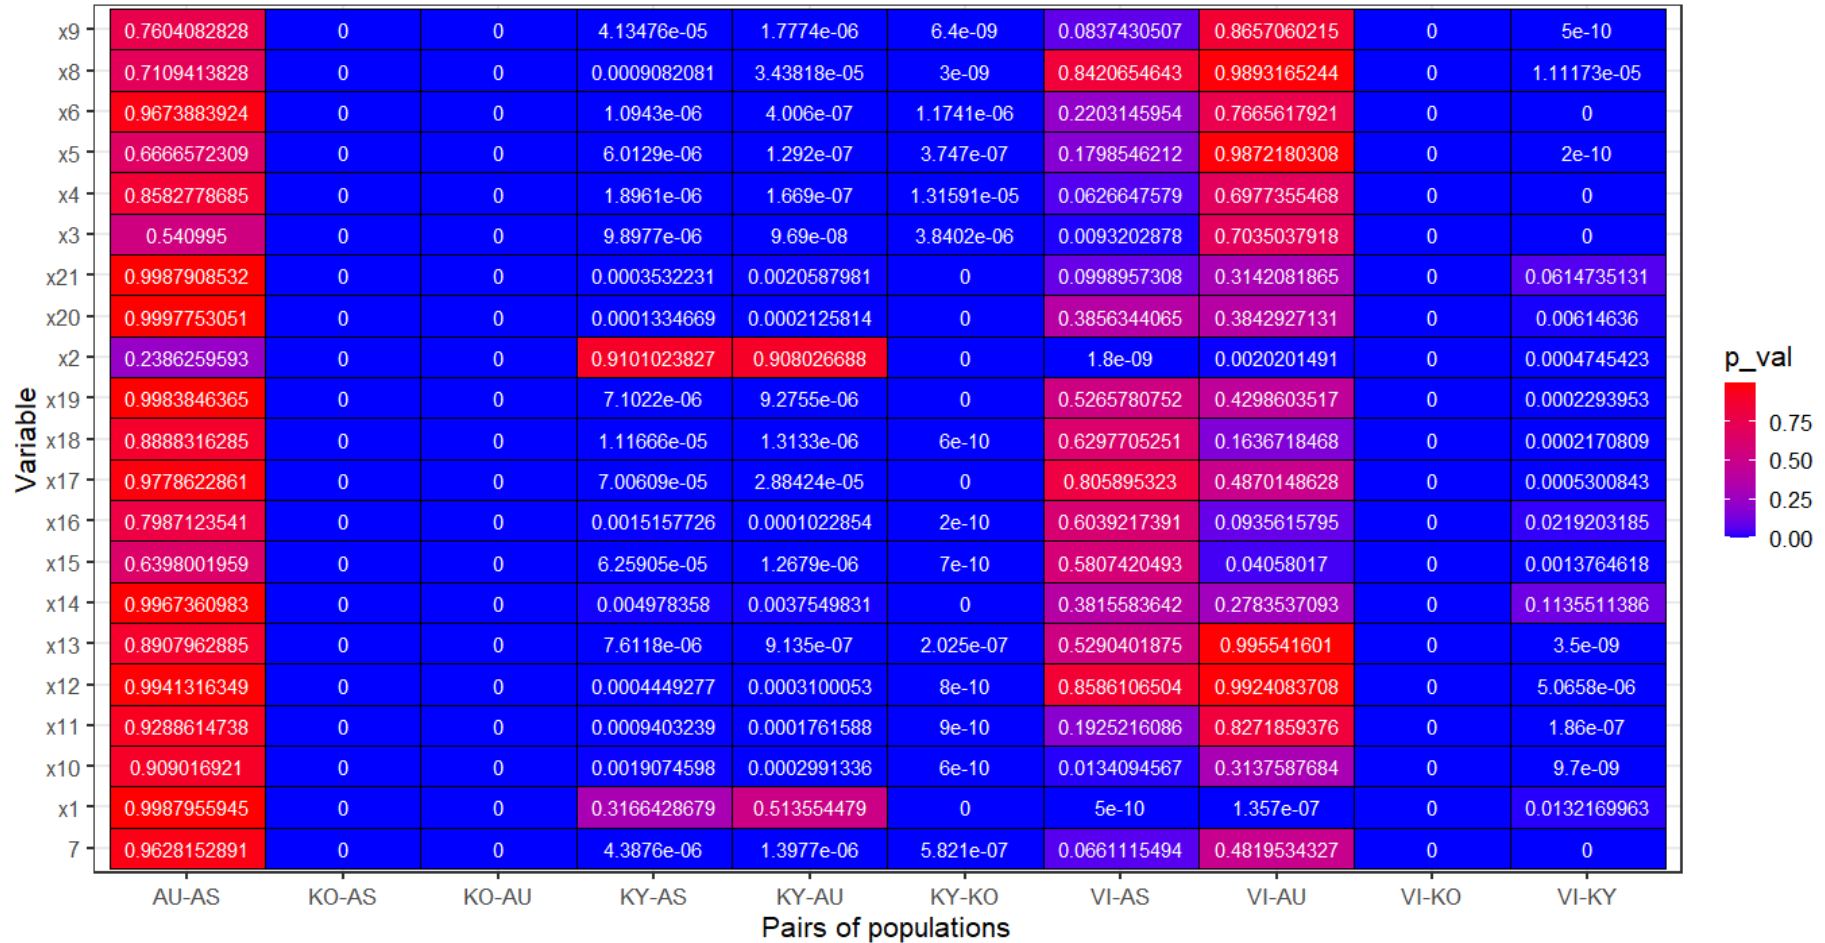 x9 0.7604082828 0 0 4.13476e-05 1.7774e-06 6.4e-09 0.0837430507 0.8657060215 0 5e-10
x8 0.7109413828 0 0 0.0009082081 3.43818e-05 3e-09 0.8420654643 0.9893165244 0 1.11173e-05
x6 0.9673883924 0 0 1.0943e-06 4.006e-07 1.1741e-06 0.2203145954 0.7665617921 0 0
x5 0.6666572309 0 0 6.0129e-06 1.292e-07 3.747e-07 0.1798546212 0.9872180308 0 2e-10
x4 0.8582778685 0 0 1.8961e-06 1.669e-07 1.31591e-05 0.0626647579 0.6977355468 0 0
x3 0.540995 0 0 9.8977e-06 9.69e-08 3.8402e-06 0.0093202878 0.7035037918 0 0
x21 0.9987908532 0 0 0.0003532231 0.0020587981 0 0.0998957308 0.3142081865 0 0.0614735131
x20 0.9997753051 0 0 0.0001334669 0.0002125814 0 0.3856344065 0.3842927131 0 0.00614636
x2 0.2386259593 0 0 0.9101023827 0.908026688 0 1.8e-09 0.0020201491 0 0.0004745423
x19 0.9983846365 0 0 7.1022e-06 9.2755e-06 0 0.5265780752 0.4298603517 0 0.0002293953
x18 0.8888316285 0 0 1.11666e-05 1.3133e-06 6e-10 0.6297705251 0.1636718468 0 0.0002170809
x17 0.9778622861 0 0 7.00609e-05 2.88424e-05 0 0.805895323 0.4870148628 0 0.0005300843
x16 0.7987123541 0 0 0.0015157726 0.0001022854 2e-10 0.6039217391 0.0935615795 0 0.0219203185
x15 0.6398001959 0 0 6.25905e-05 1.2679e-06 7e-10 0.5807420493 0.04058017 0 0.0013764618
x14 0.9967360983 0 0 0.004978358 0.0037549831 0 0.3815583642 0.2783537093 0 0.1135511386
x13 0.8907962885 0 0 7.6118e-06 9.135e-07 2.025e-07 0.5290401875 0.995541601 0 3.5e-09
x12 0.9941316349 0 0 0.0004449277 0.0003100053 8e-10 0.8586106504 0.9924083708 0 5.0658e-06
x11 0.9288614738 0 0 0.0009403239 0.0001761588 9e-10 0.1925216086 0.8271859376 0 1.86e-07
x10 0.909016921 0 0 0.0019074598 0.0002991336 6e-10 0.0134094567 0.3137587684 0 9.7e-09
x1 0.9987955945 0 0 0.3166428679 0.513554479 0 5e-10 1.357e-07 0 0.0132169963
7 0.9628152891 0 0 4.3876e-06 1.3977e-06 5.821e-07 0.0661115494 0.4819534327 0 0
AU-AS KO-AS KO-AU KY-AS KY-AU KY-KO VI-AS VI-AU VI-KO VI-KY
Pairs of populations
Variable
p_val
0.75
0.50
0.25
0.00